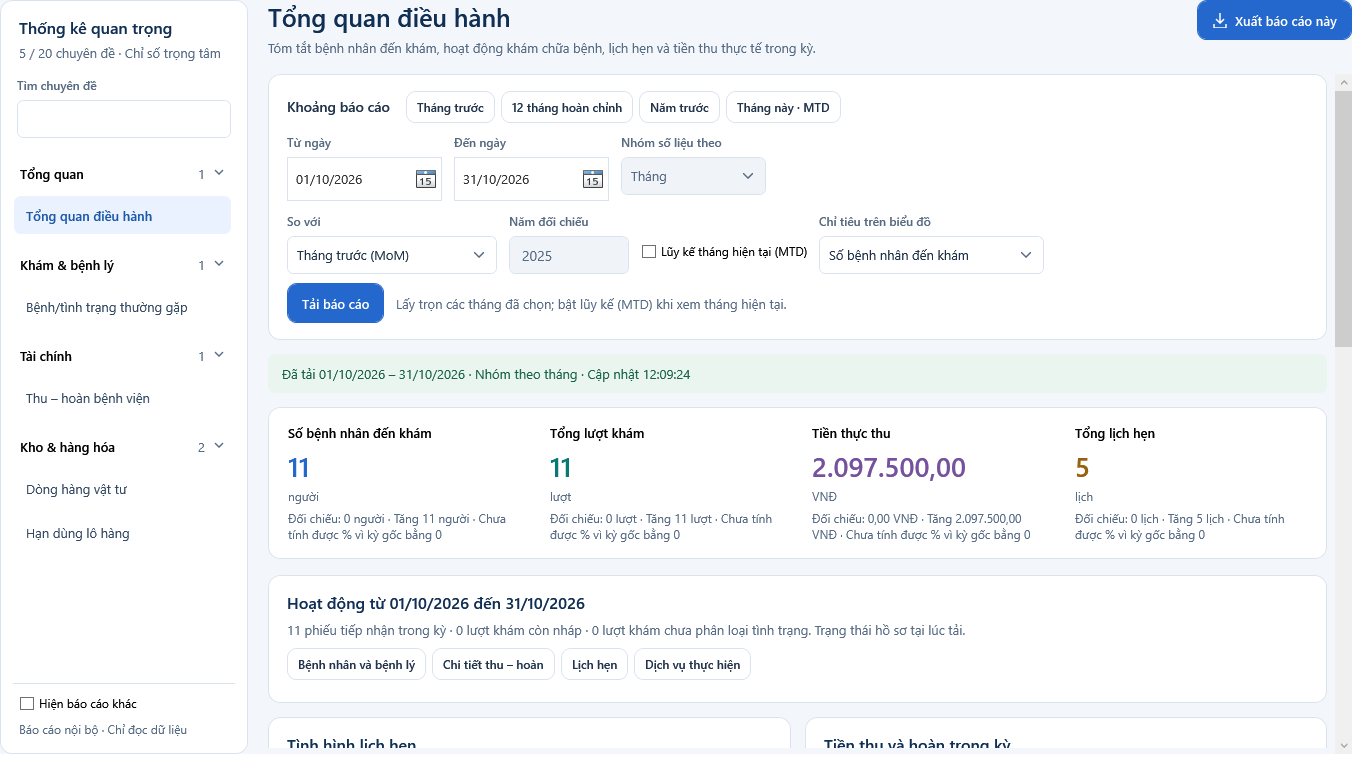 Thống kê quan trọng
5 / 20 chuyên đề · Chỉ số trọng tâm
Tìm chuyên đề
Tổng quan 1
Tổng quan điều hành
Khám & bệnh lý 1
Bệnh/tình trạng thường gặp
Tài chính 1
Thu – hoàn bệnh viện
Kho & hàng hóa 2
Dòng hàng vật tư
Hạn dùng lô hàng
Hiện báo cáo khác
Báo cáo nội bộ · Chỉ đọc dữ liệu
Tổng quan điều hành
Tóm tắt bệnh nhân đến khám, hoạt động khám chữa bệnh, lịch hẹn và tiền thu thực tế trong kỳ.
Xuất báo cáo này
Khoảng báo cáo Tháng trước 12 tháng hoàn chỉnh Năm trước Tháng này · MTD
Từ ngày Đến ngày Nhóm số liệu theo
01/10/2026 15 31/10/2026 15 Tháng
So với Năm đối chiếu Chỉ tiêu trên biểu đồ
Tháng trước (MoM) 2025 Lũy kế tháng hiện tại (MTD) Số bệnh nhân đến khám
Tải báo cáo Lấy trọn các tháng đã chọn; bật lũy kế (MTD) khi xem tháng hiện tại.
Đã tải 01/10/2026 – 31/10/2026 · Nhóm theo tháng · Cập nhật 12:09:24
Số bệnh nhân đến khám
11
người
Đối chiếu: 0 người · Tăng 11 người · Chưa
tính được % vì kỳ gốc bằng 0
Tổng lượt khám
11
lượt
Đối chiếu: 0 lượt · Tăng 11 lượt · Chưa tính
được % vì kỳ gốc bằng 0
Tiền thực thu
2.097.500,00
VNĐ
Đối chiếu: 0,00 VNĐ · Tăng 2.097.500,00
VNĐ · Chưa tính được % vì kỳ gốc bằng 0
Tổng lịch hẹn
5
lịch
Đối chiếu: 0 lịch · Tăng 5 lịch · Chưa tính
được % vì kỳ gốc bằng 0
Hoạt động từ 01/10/2026 đến 31/10/2026
11 phiếu tiếp nhận trong kỳ · 0 lượt khám còn nháp · 0 lượt khám chưa phân loại tình trạng. Trạng thái hồ sơ tại lúc tải.
Bệnh nhân và bệnh lý Chi tiết thu – hoàn Lịch hẹn Dịch vụ thực hiện
Tình hình lịch hẹn Tiền thu và hoàn trong kỳ